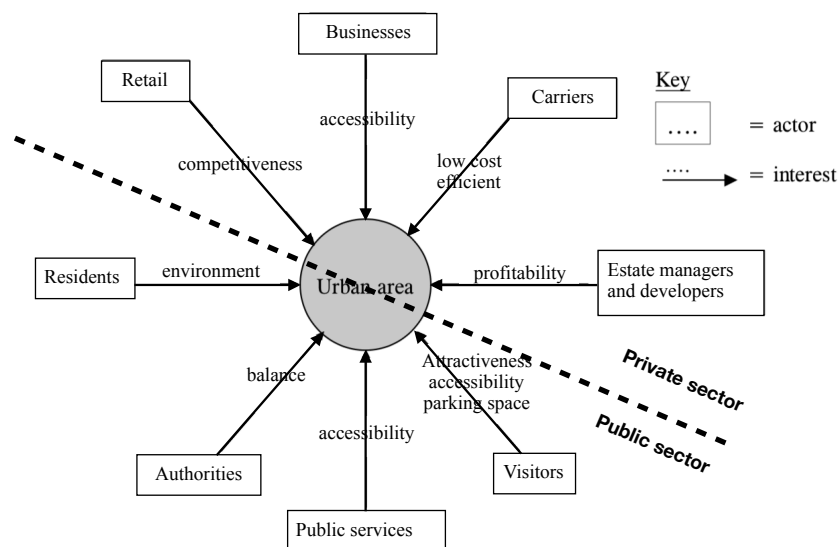 Businesses
Retail
Carriers
Key
....
= actor
....
= interest
accessibility
competitiveness
low cost
efficient
Residents
environment
Urban area
profitability
Estate managers
and developers
balance
Attractiveness
accessibility
parking space
Private sector
Public sector
accessibility
Authorities
Visitors
Public services